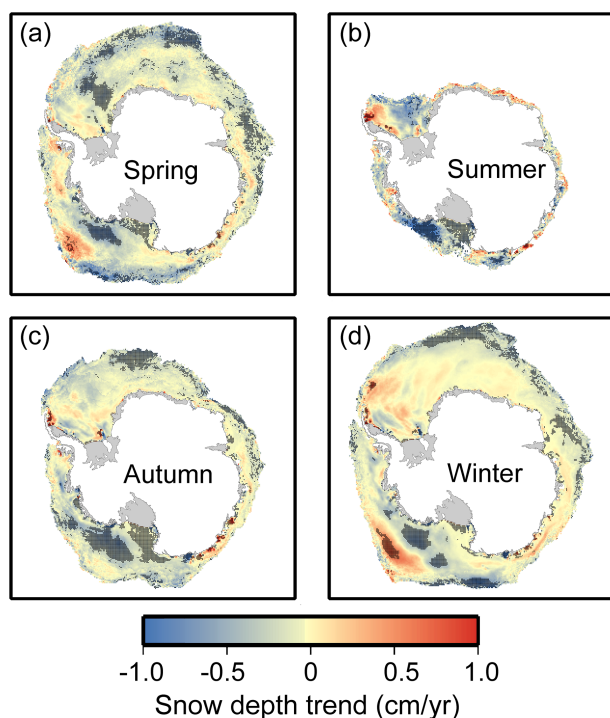 (a)
Spring
(b)
Summer
(c)
Autumn
(d)
Winter
-1.0 -0.5 0 0.5 1.0
Snow depth trend (cm/yr)